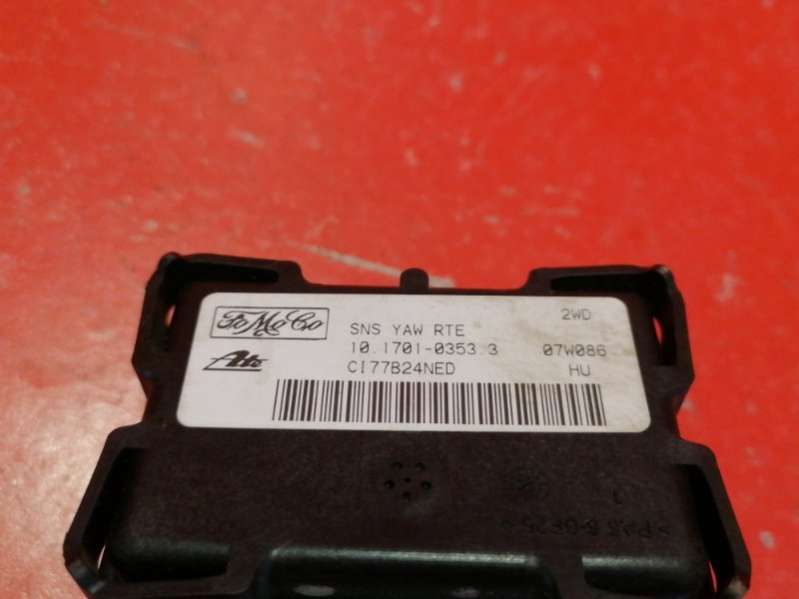 FoMoCo
SNS YAW RTE 2WD
10.1701-0353.3 07W086
Ate CI77B24NED HU